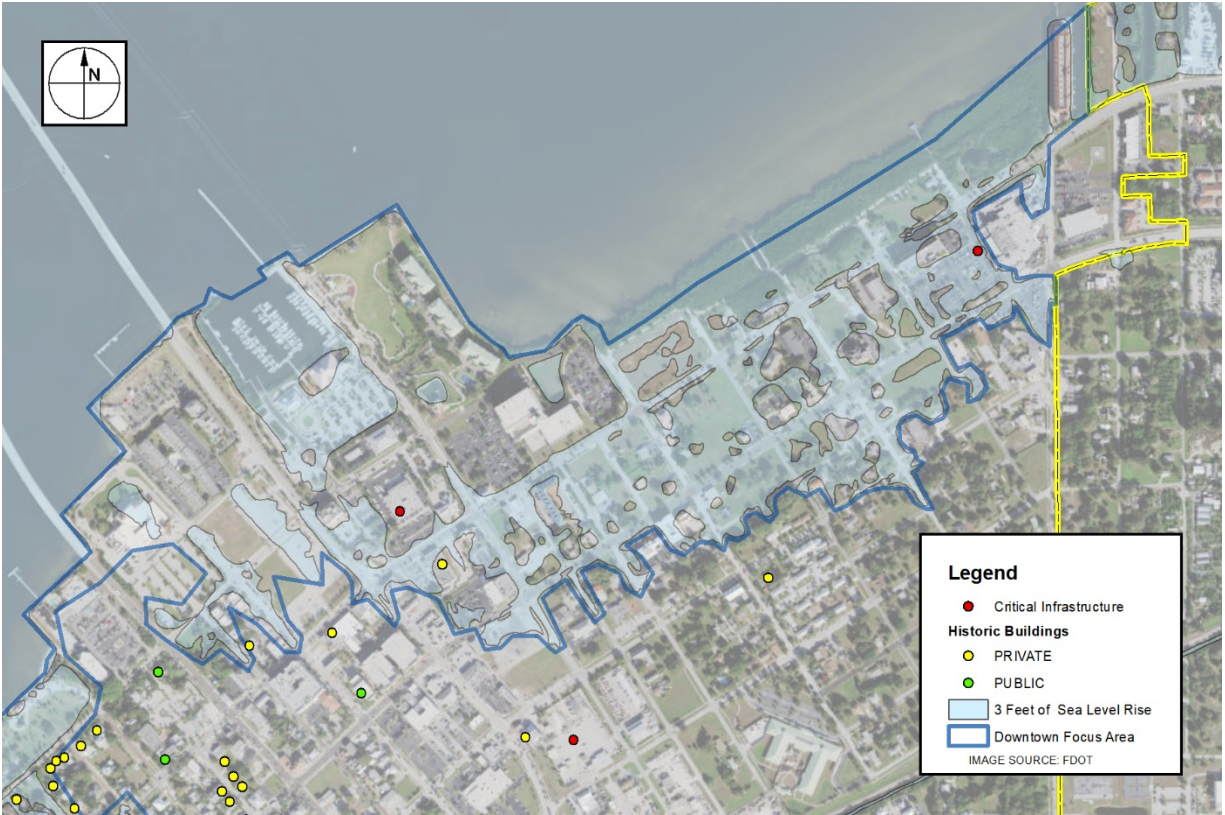 N
Legend
Critical Infrastructure
Historic Buildings
PRIVATE
PUBLIC
3 Feet of Sea Level Rise
Downtown Focus Area
IMAGE SOURCE: FDOT